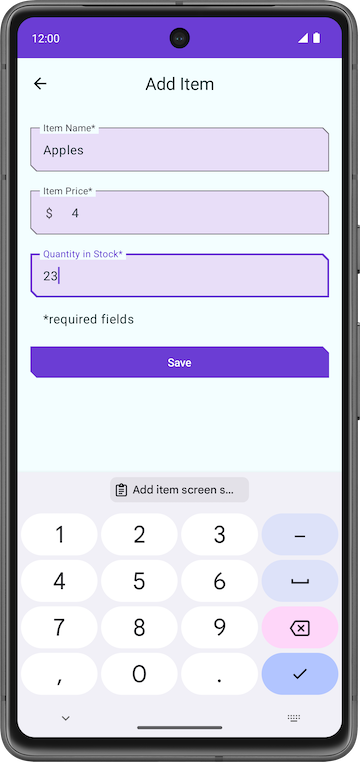 12:00
Add Item
Item Name*
Apples
Item Price*
$ 4
Quantity in Stock*
23
*required fields
Save
Add item screen s...
1 2 3 –
4 5 6
7 8 9
, 0 .